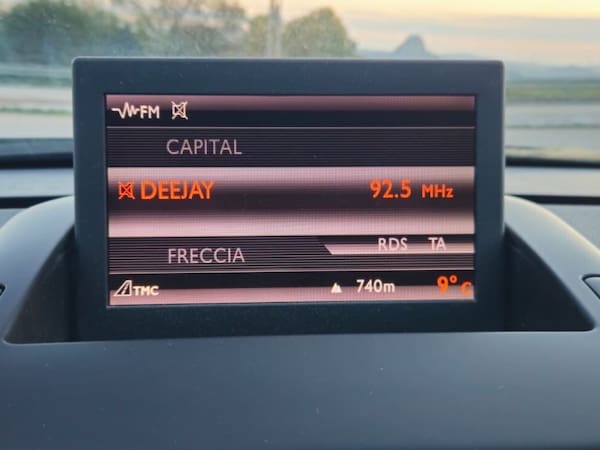 FM
CAPITAL
DEEJAY 92.5 MHz
FRECCIA RDS TA
TMC 740m 9° C